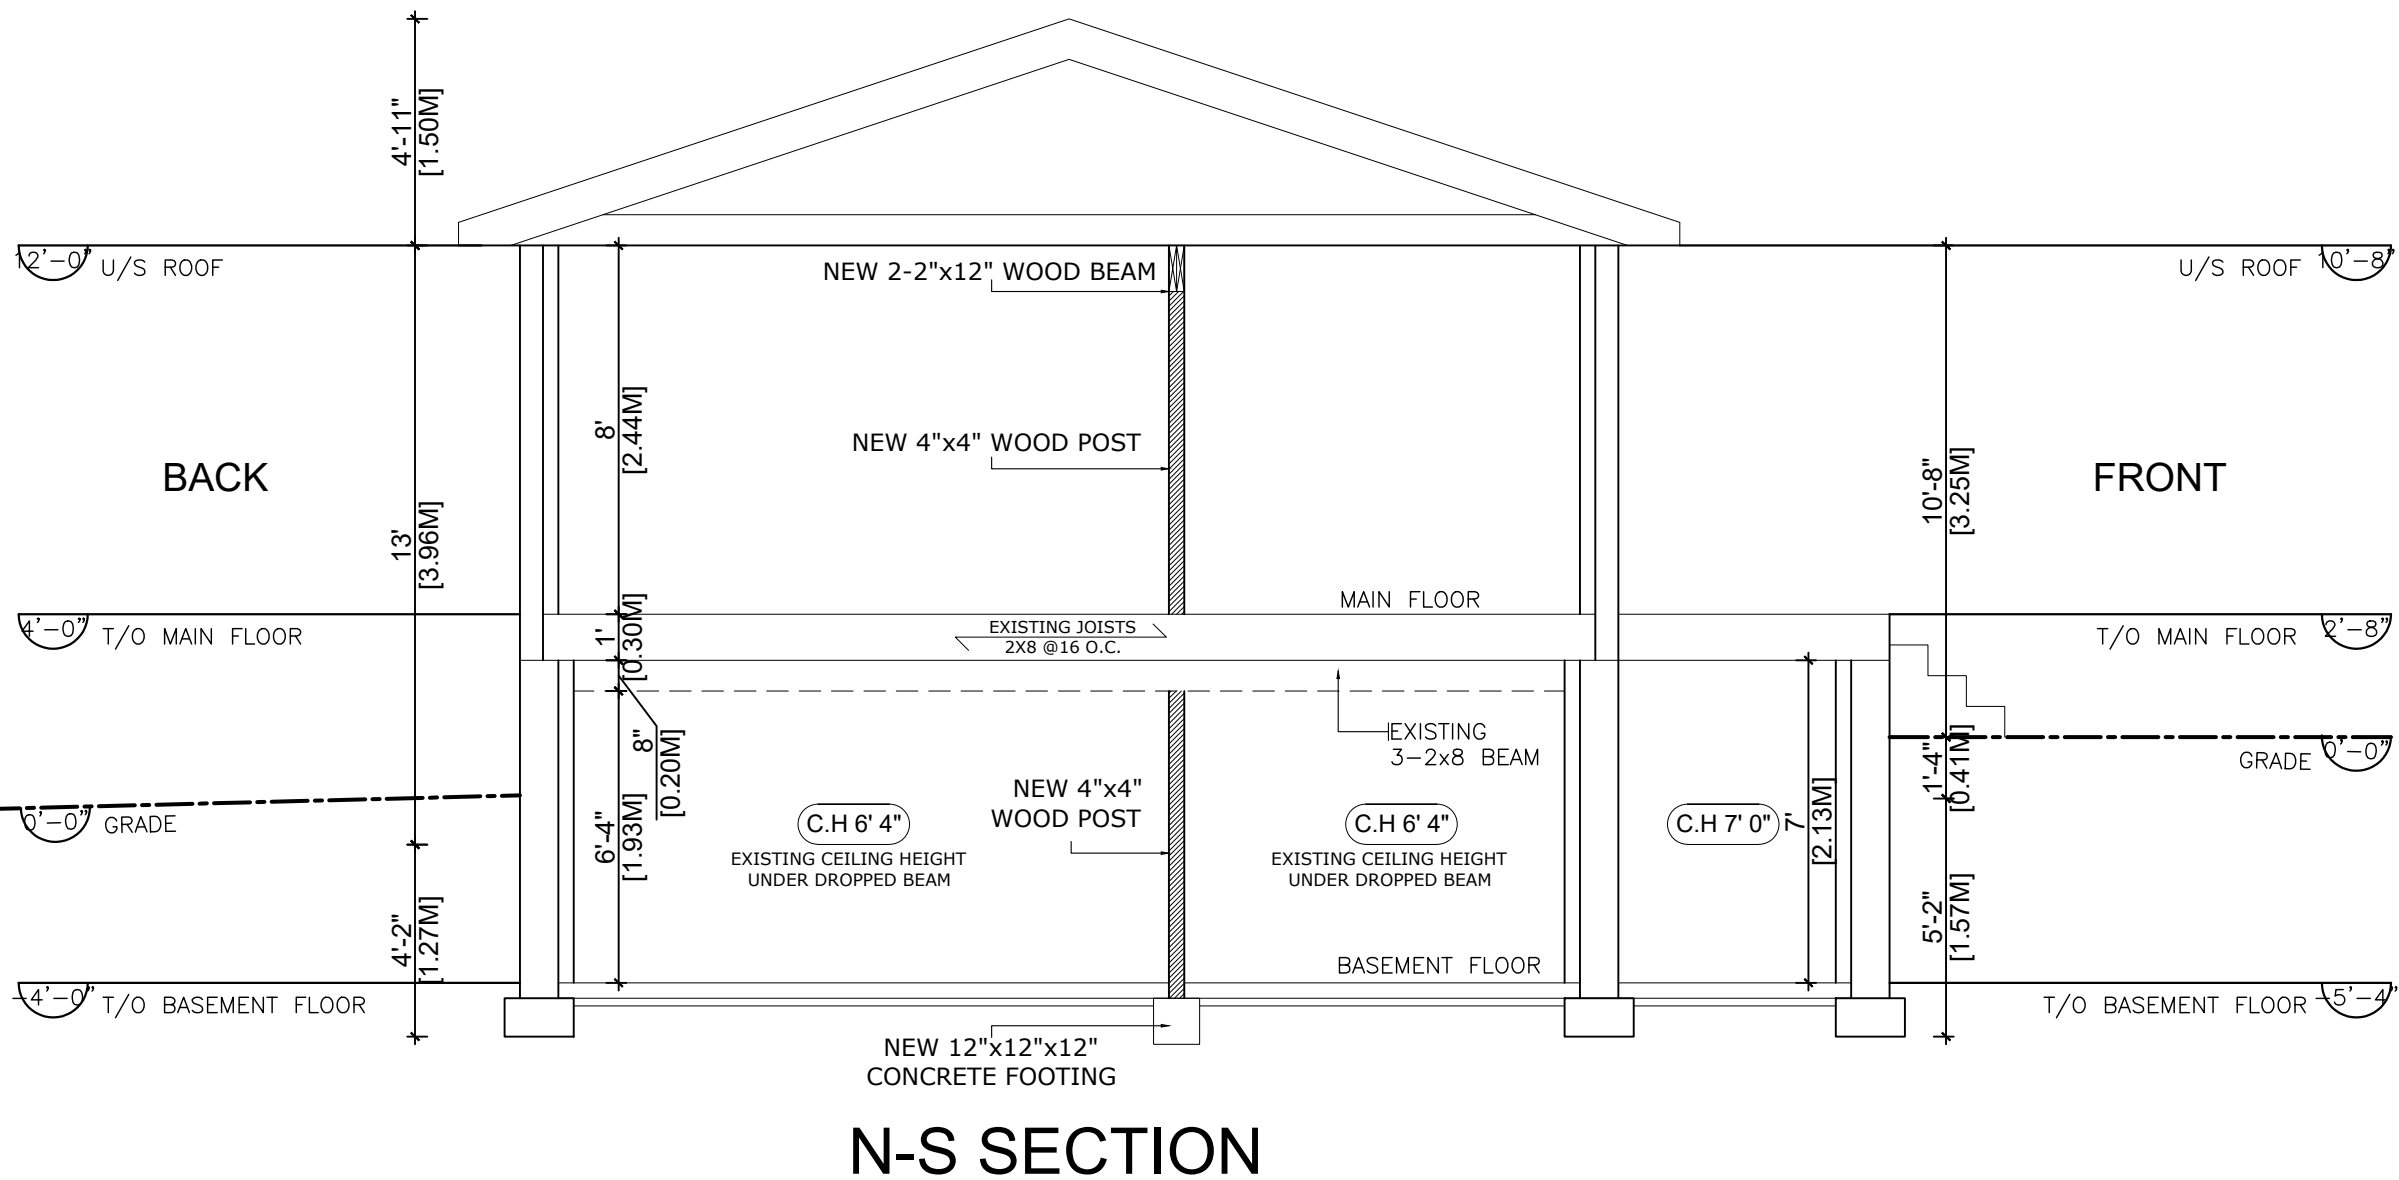 4'-11"
[1.50M]
12'-0" U/S ROOF
NEW 2-2"x12" WOOD BEAM
U/S ROOF 10'-8"
8'
[2.44M]
NEW 4"x4" WOOD POST
BACK
FRONT
13'
[3.96M]
10'-8"
[3.25M]
MAIN FLOOR
4'-0" T/O MAIN FLOOR
1'
[0.30M]
EXISTING JOISTS
2X8 @16 O.C.
T/O MAIN FLOOR 2'-8"
8"
[0.20M]
EXISTING
3-2x8 BEAM
GRADE 0'-0"
1'-4"
[0.41M]
0'-0" GRADE
6'-4"
[1.93M]
NEW 4"x4"
WOOD POST
C.H 6' 4"
EXISTING CEILING HEIGHT
UNDER DROPPED BEAM
C.H 6' 4"
EXISTING CEILING HEIGHT
UNDER DROPPED BEAM
C.H 7' 0"
7'
[2.13M]
4'-2"
[1.27M]
5'-2"
[1.57M]
BASEMENT FLOOR
-4'-0" T/O BASEMENT FLOOR
T/O BASEMENT FLOOR -5'-4"
NEW 12"x12"x12"
CONCRETE FOOTING
N-S SECTION